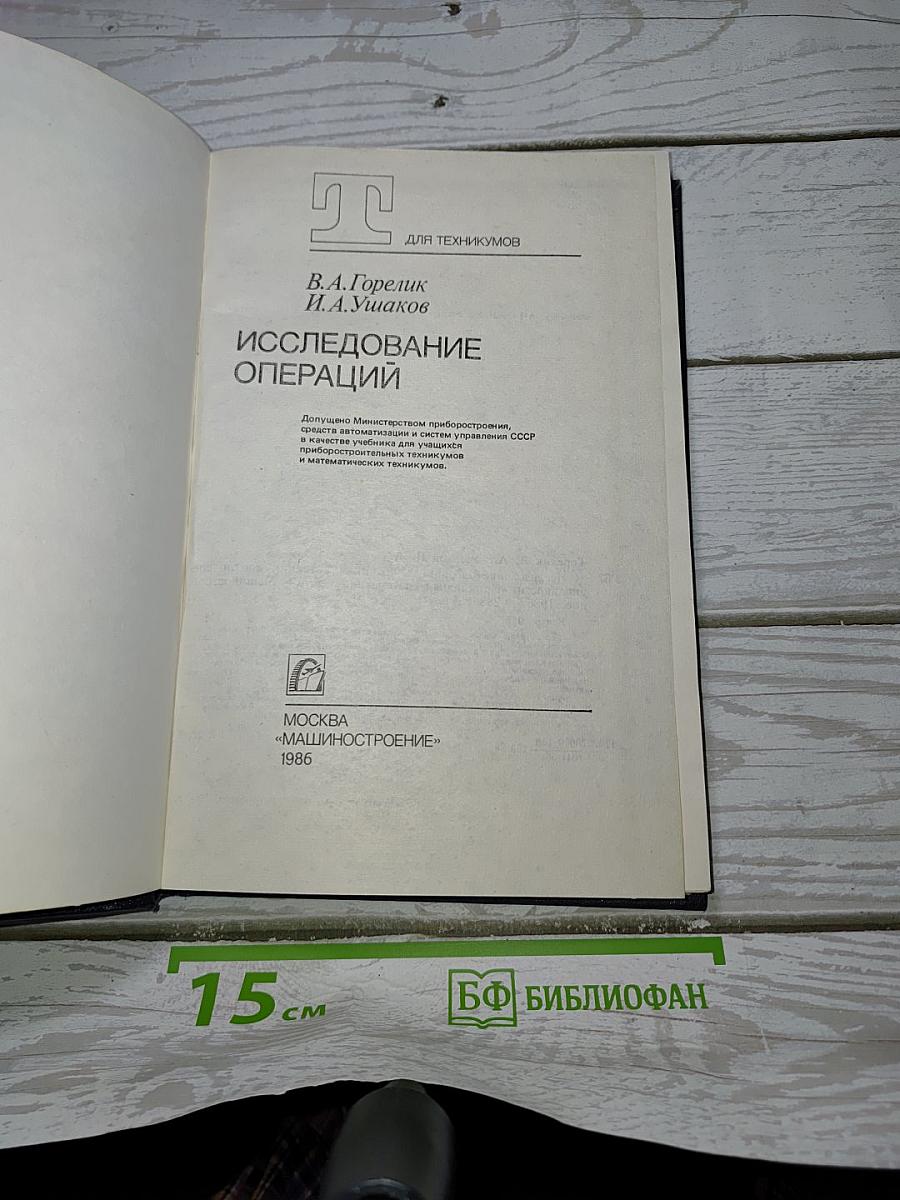 Т
ДЛЯ ТЕХНИКУМОВ
В.А.Горелик
И.А.Ушаков
ИССЛЕДОВАНИЕ
ОПЕРАЦИЙ
Допущено Министерством приборостроения,
средств автоматизации и систем управления СССР
в качестве учебника для учащихся
приборостроительных техникумов
и математических техникумов.
МОСКВА
«МАШИНОСТРОЕНИЕ»
1986
15 см
БФ БИБЛИОФАН